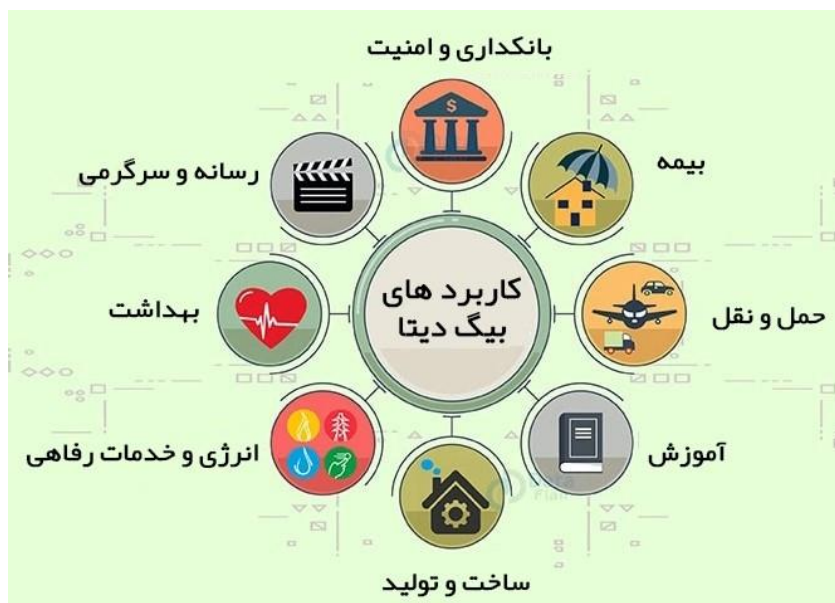 بانکداری و امنیت
بیمه
رسانه و سرگرمی
کاربرد های
بیگ دیتا
حمل و نقل
بهداشت
آموزش
انرژی و خدمات رفاهی
ساخت و تولید
$